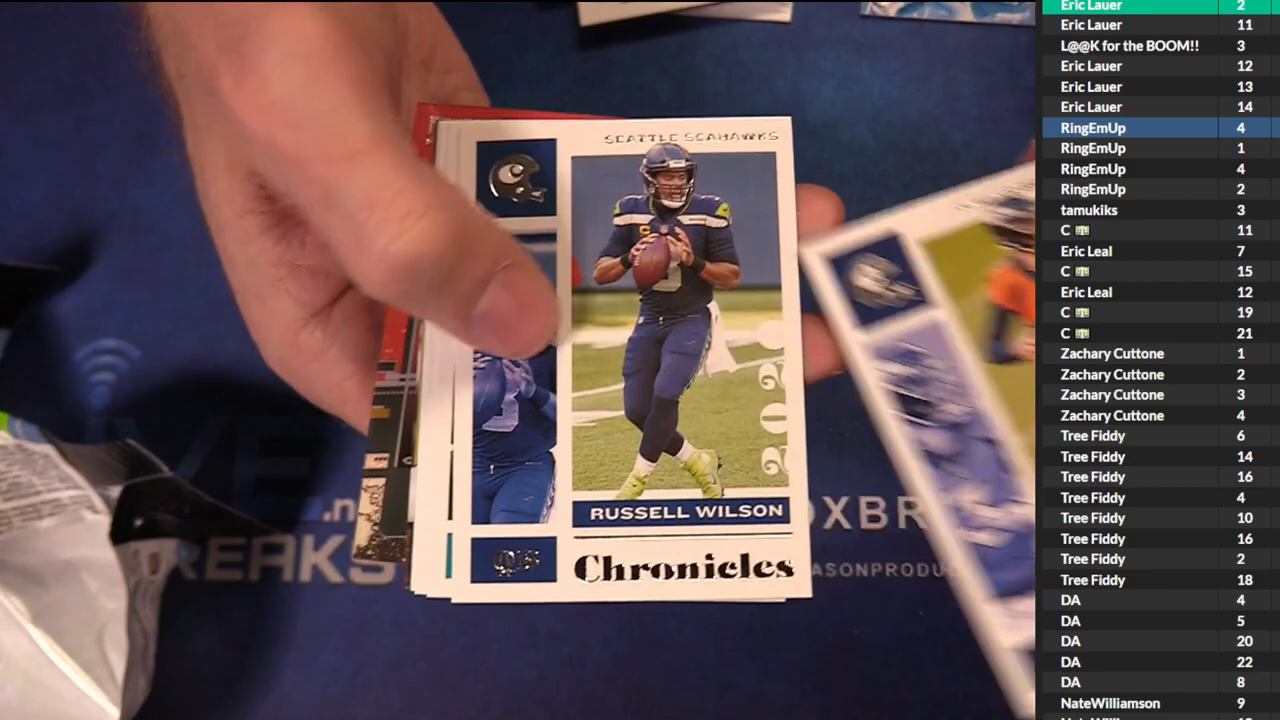 SEATTLE SEAHAWKS
2020
RUSSELL WILSON
QB
Chronicles
.n
OXBR
REAKS
ASONPRODU
Eric Lauer 2
Eric Lauer 11
L@@K for the BOOM!! 3
Eric Lauer 12
Eric Lauer 13
Eric Lauer 14
RingEmUp 4
RingEmUp 1
RingEmUp 4
RingEmUp 2
tamukiks 3
C 11
Eric Leal 7
C 15
Eric Leal 12
C 19
C 21
Zachary Cuttone 1
Zachary Cuttone 2
Zachary Cuttone 3
Zachary Cuttone 4
Tree Fiddy 6
Tree Fiddy 14
Tree Fiddy 16
Tree Fiddy 4
Tree Fiddy 10
Tree Fiddy 16
Tree Fiddy 2
Tree Fiddy 18
DA 4
DA 5
DA 20
DA 22
DA 8
NateWilliamson 9